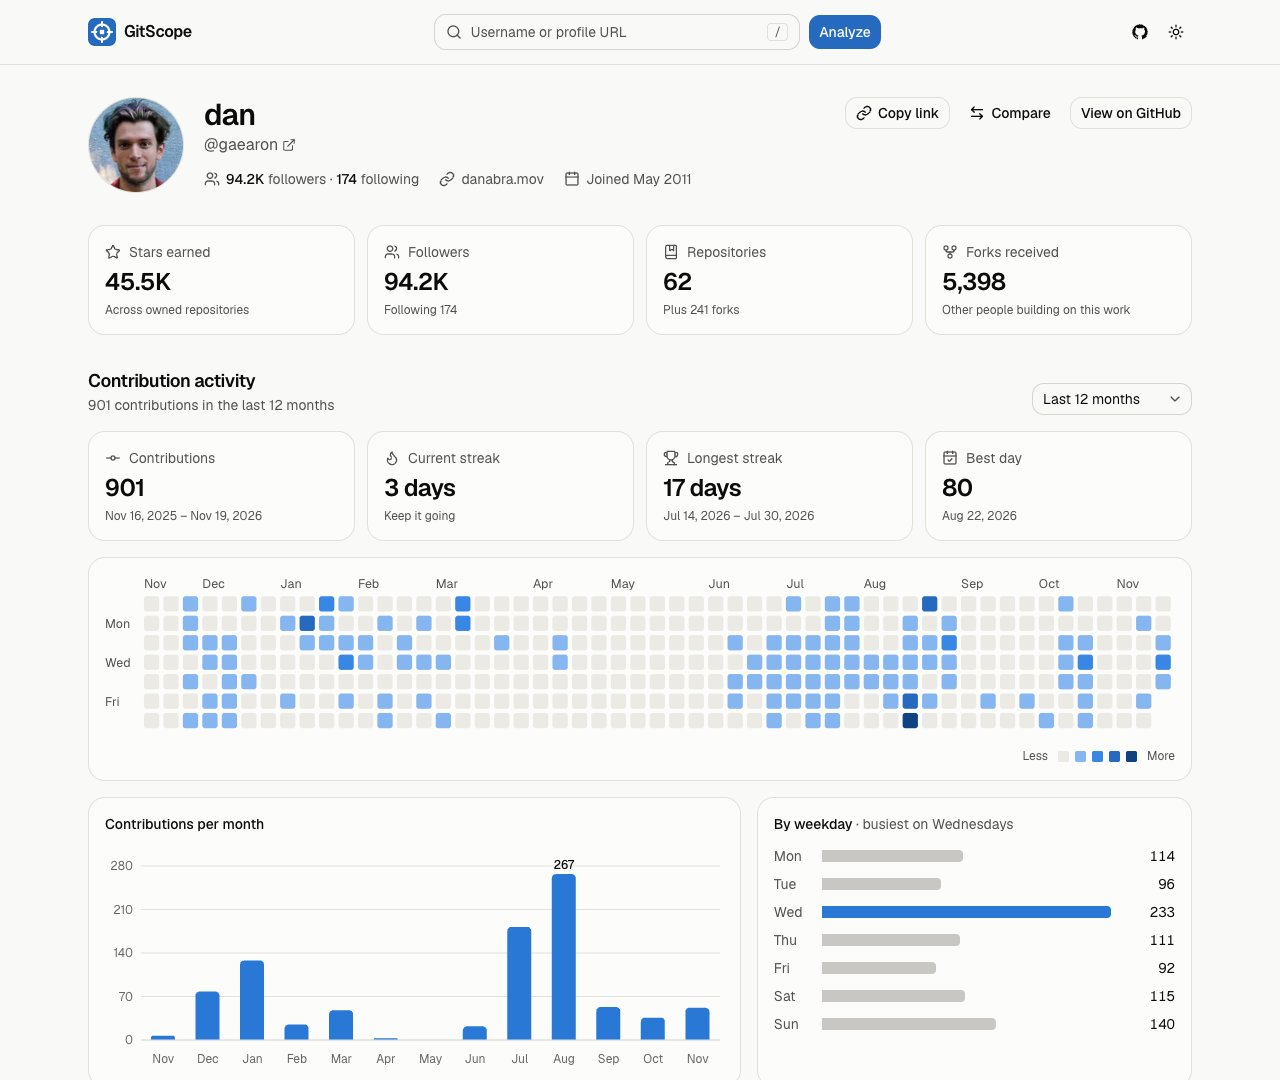 GitScope
Username or profile URL
/
Analyze
dan
@gaearon
Copy link
Compare
View on GitHub
94.2K followers · 174 following
danabra.mov
Joined May 2011
Stars earned
45.5K
Across owned repositories
Followers
94.2K
Following 174
Repositories
62
Plus 241 forks
Forks received
5,398
Other people building on this work
Contribution activity
901 contributions in the last 12 months
Last 12 months
Contributions
901
Nov 16, 2025 – Nov 19, 2026
Current streak
3 days
Keep it going
Longest streak
17 days
Jul 14, 2026 – Jul 30, 2026
Best day
80
Aug 22, 2026
Nov Dec Jan Feb Mar Apr May Jun Jul Aug Sep Oct Nov
Mon
Wed
Fri
Less More
Contributions per month
280
210
140
70
0
267
Nov Dec Jan Feb Mar Apr May Jun Jul Aug Sep Oct Nov
By weekday · busiest on Wednesdays
Mon 114
Tue 96
Wed 233
Thu 111
Fri 92
Sat 115
Sun 140